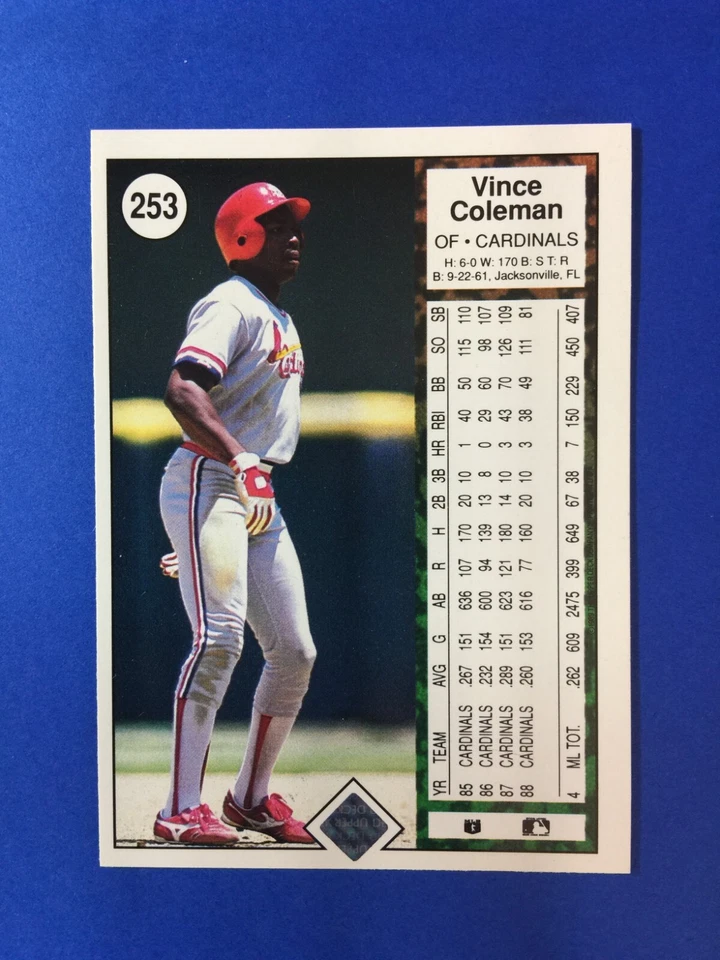 253
Vince
Coleman
OF • CARDINALS
H: 6-0 W: 170 B: S T: R
B: 9-22-61, Jacksonville, FL
YR TEAM AVG G AB R H 2B 3B HR RBI BB SO SB
85 CARDINALS .267 151 636 107 170 20 10 1 40 50 115 110
86 CARDINALS .232 154 600 94 139 13 8 0 29 60 98 107
87 CARDINALS .289 151 623 121 180 14 10 3 43 70 126 109
88 CARDINALS .260 153 616 77 160 20 10 3 38 49 111 81
4 ML TOT. .262 609 2475 399 649 67 38 7 150 229 450 407